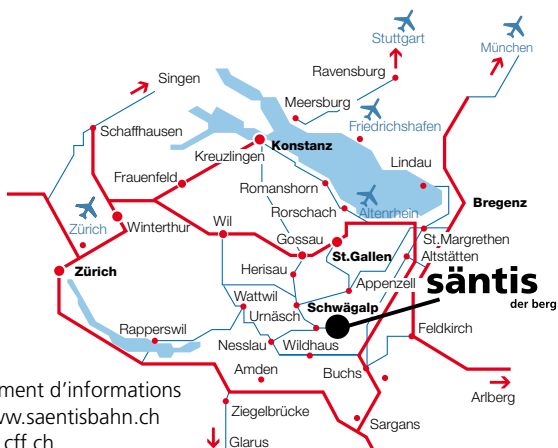 Stuttgart
München
Ravensburg
Singen
Meersburg
Friedrichshafen
Schaffhausen
Konstanz
Kreuzlingen
Lindau
Frauenfeld
Romanshorn
Rorschach
Altenrhein
Bregenz
Zürich
Winterthur
Wil
Gossau
St.Gallen
St.Margrethen
Altstätten
Zürich
Herisau
Appenzell
säntis
der berg
Wattwil
Schwägalp
Urnäsch
Rapperswil
Feldkirch
Nesslau
Wildhaus
Amden
Buchs
ment d'informations
Arlberg
ww.saentisbahn.ch
Ziegelbrücke
Sargans
cff.ch
Glarus